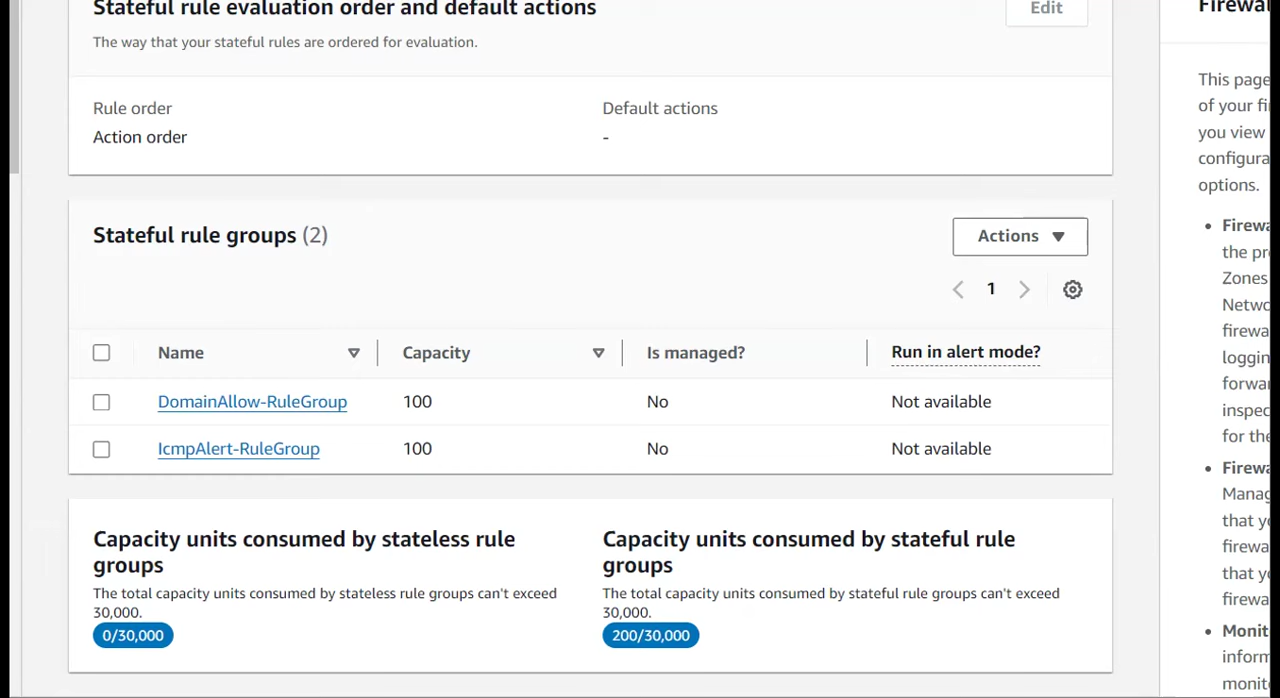 Stateful rule evaluation order and default actions
Edit
The way that your stateful rules are ordered for evaluation.
Rule order
Default actions
Action order
-
Stateful rule groups (2)
Actions
1
Name
Capacity
Is managed?
Run in alert mode?
DomainAllow-RuleGroup
100
No
Not available
IcmpAlert-RuleGroup
100
No
Not available
Capacity units consumed by stateless rule
groups
The total capacity units consumed by stateless rule groups can't exceed
30,000.
0/30,000
Capacity units consumed by stateful rule
groups
The total capacity units consumed by stateful rule groups can't exceed
30,000.
200/30,000
This page
of your
you view
options.
the
Zones
for the